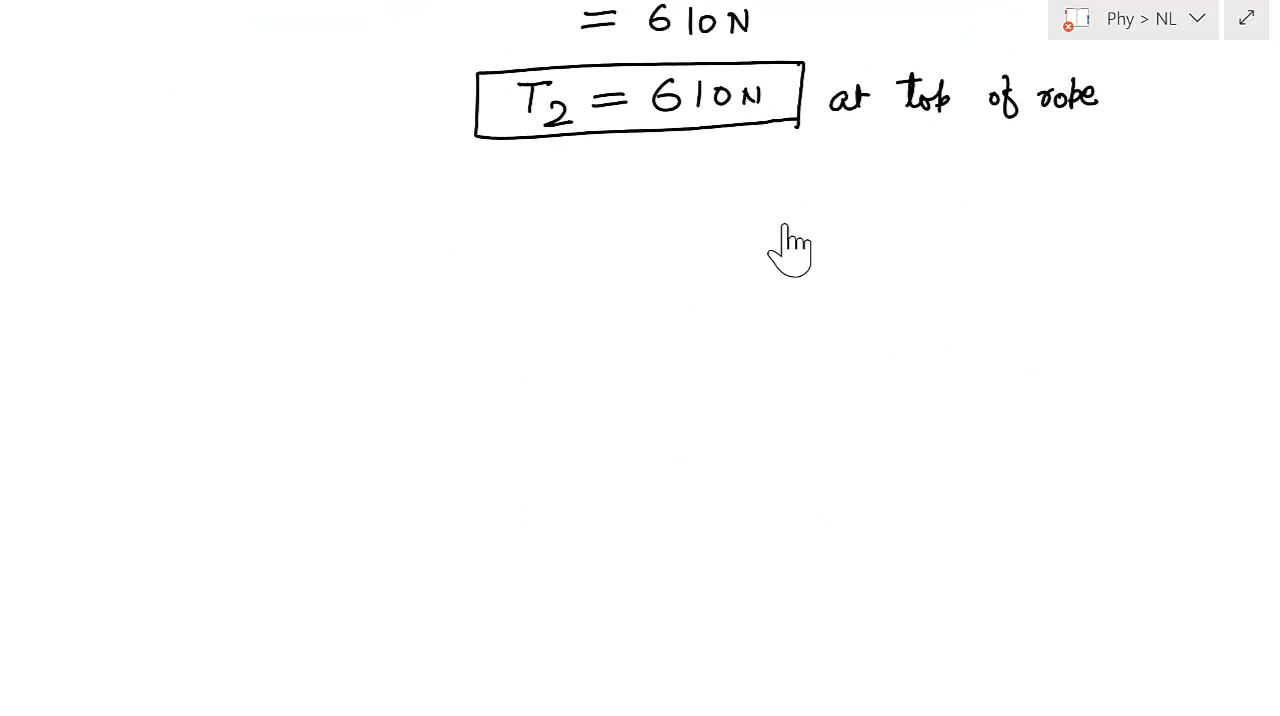 = 610N
Phy > NL
T₂ = 610N at top of rope